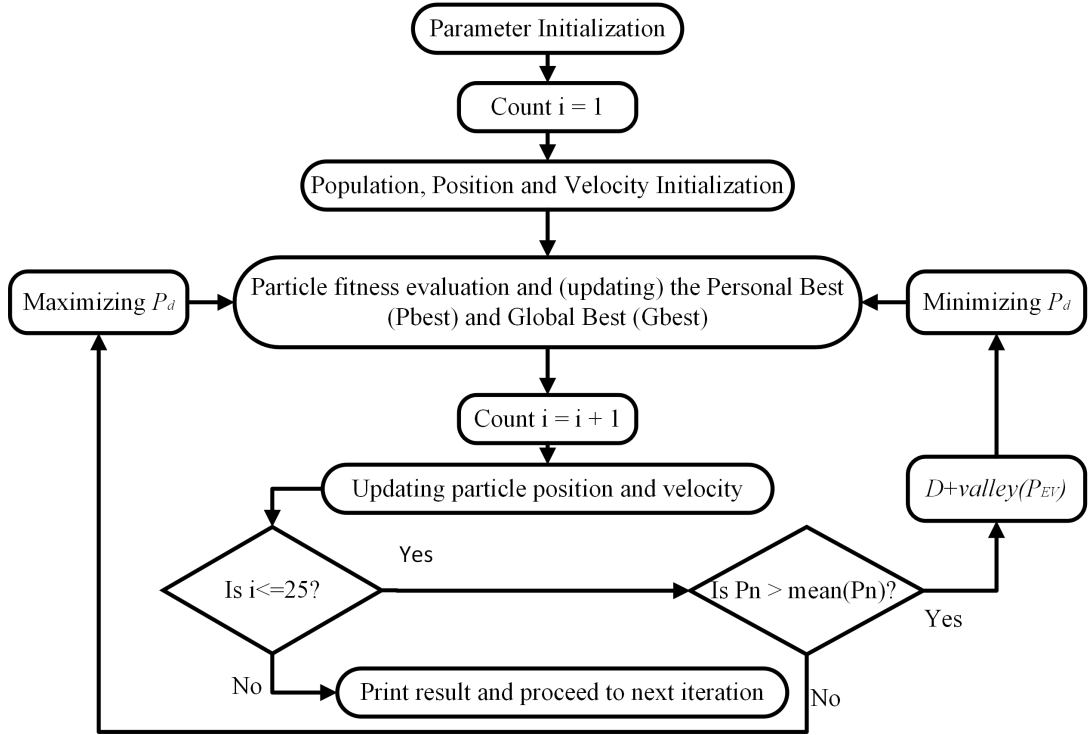 Parameter Initialization
Count i = 1
Population, Position and Velocity Initialization
Maximizing Pd
Particle fitness evaluation and (updating) the Personal Best
(Pbest) and Global Best (Gbest)
Minimizing Pd
Count i = i + 1
Updating particle position and velocity
D+valley(PEV)
Is i<=25?
Yes
Is Pn > mean(Pn)?
Yes
No
Print result and proceed to next iteration
No